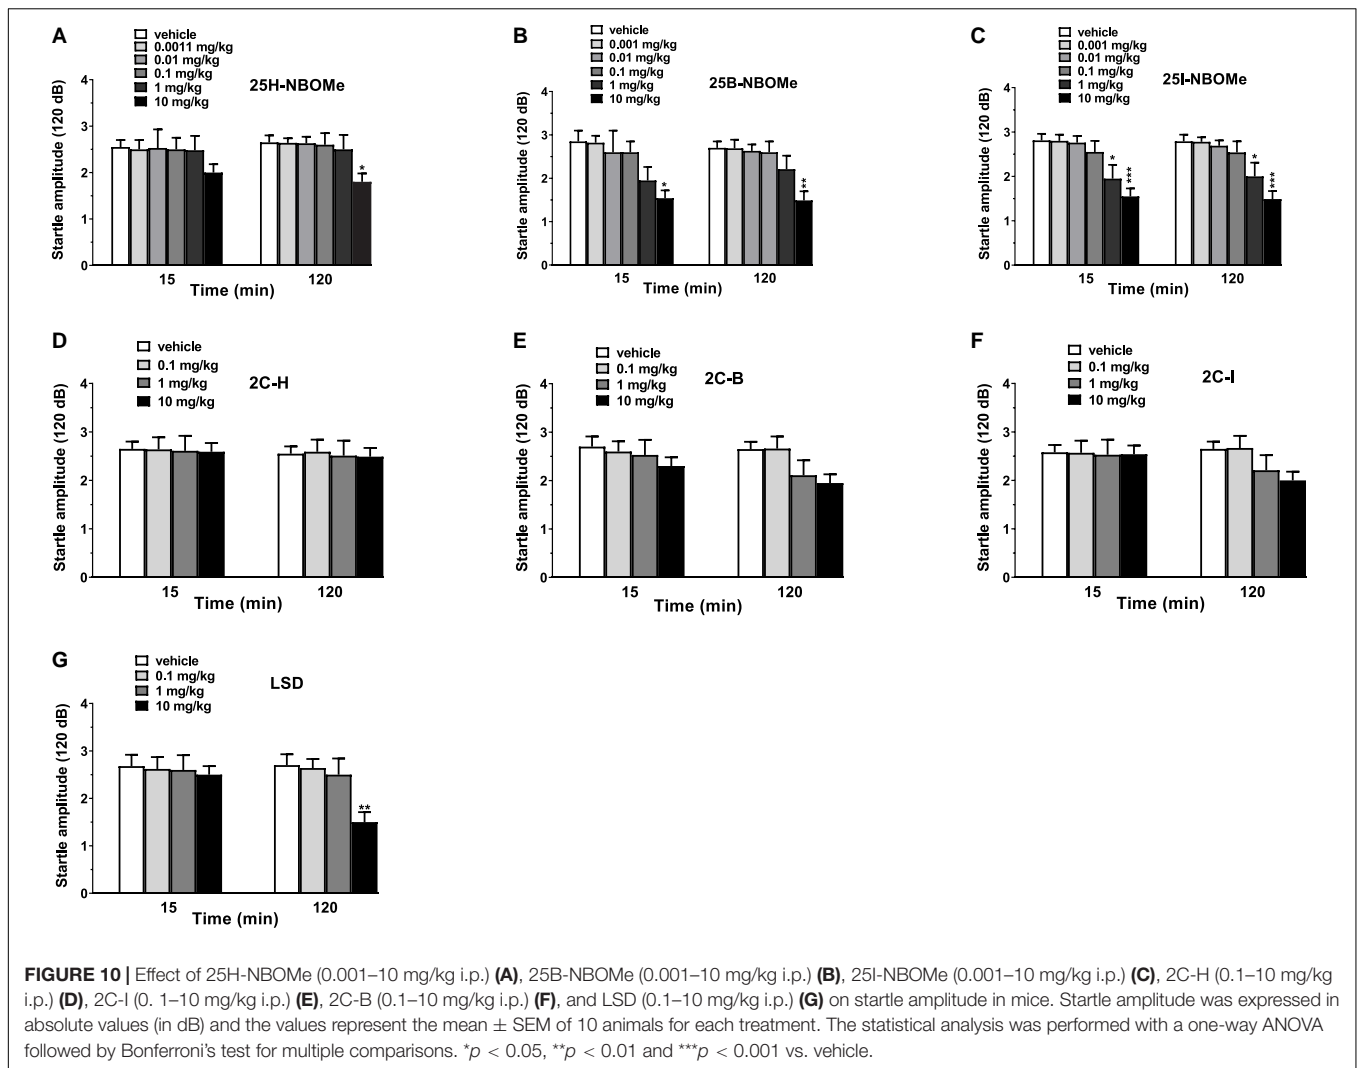 A
vehicle
0.0011 mg/kg
0.01 mg/kg
0.1 mg/kg
1 mg/kg
10 mg/kg
25H-NBOMe
Startle amplitude (120 dB)
4
3
2
1
0
*
15
120
Time (min)
B
vehicle
0.001 mg/kg
0.01 mg/kg
0.1 mg/kg
1 mg/kg
10 mg/kg
25B-NBOMe
Startle amplitude (120 dB)
4
3
2
1
0
*
**
15
120
Time (min)
C
vehicle
0.001 mg/kg
0.01 mg/kg
0.1 mg/kg
1 mg/kg
10 mg/kg
25I-NBOMe
Startle amplitude (120 dB)
4
3
2
1
0
*
***
*
***
15
120
Time (min)
D
vehicle
0.1 mg/kg
1 mg/kg
10 mg/kg
2C-H
Startle amplitude (120 dB)
4
3
2
1
0
15
120
Time (min)
E
vehicle
0.1 mg/kg
1 mg/kg
10 mg/kg
2C-B
Startle amplitude (120 dB)
4
3
2
1
0
15
120
Time (min)
F
vehicle
0.1 mg/kg
1 mg/kg
10 mg/kg
2C-I
Startle amplitude (120 dB)
4
3
2
1
0
15
120
Time (min)
G
vehicle
0.1 mg/kg
1 mg/kg
10 mg/kg
LSD
Startle amplitude (120 dB)
4
3
2
1
0
**
15
120
Time (min)
FIGURE 10 | Effect of 25H-NBOMe (0.001–10 mg/kg i.p.) (A), 25B-NBOMe (0.001–10 mg/kg i.p.) (B), 25I-NBOMe (0.001–10 mg/kg i.p.) (C), 2C-H (0.1–10 mg/kg
i.p.) (D), 2C-I (0. 1–10 mg/kg i.p.) (E), 2C-B (0.1–10 mg/kg i.p.) (F), and LSD (0.1–10 mg/kg i.p.) (G) on startle amplitude in mice. Startle amplitude was expressed in
absolute values (in dB) and the values represent the mean ± SEM of 10 animals for each treatment. The statistical analysis was performed with a one-way ANOVA
followed by Bonferroni's test for multiple comparisons. *p < 0.05, **p < 0.01 and ***p < 0.001 vs. vehicle.